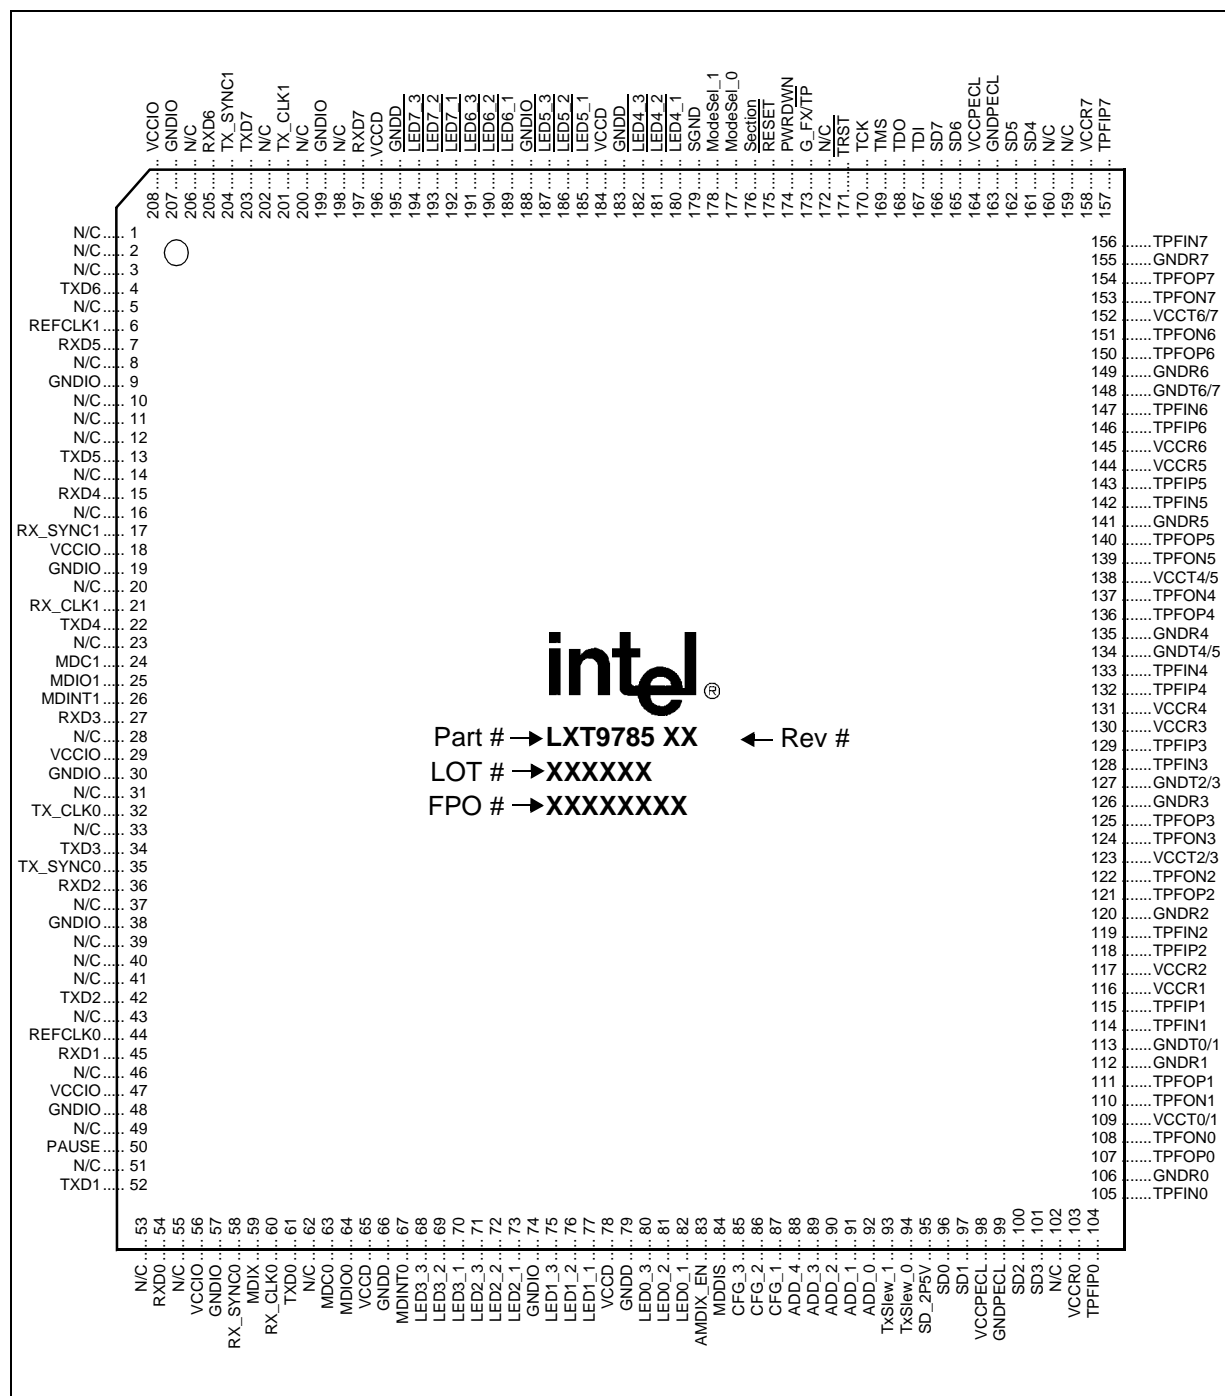 208 ...... VCCIO
207 ...... GNDIO
206 ...... N/C
205 ...... RXD6
204 ...... TX_SYNC1
203 ...... TXD7
202 ...... N/C
201 ...... TX_CLK1
200 ...... N/C
199 ...... GNDIO
198 ...... N/C
197 ...... RXD7
196 ...... VCCD
195 ...... GNDD
194 ...... LED7_3
193 ...... LED7_2
192 ...... LED7_1
191 ...... LED6_3
190 ...... LED6_2
189 ...... LED6_1
188 ...... GNDIO
187 ...... LED5_3
186 ...... LED5_2
185 ...... LED5_1
184 ...... VCCD
183 ...... GNDD
182 ...... LED4_3
181 ...... LED4_2
180 ...... LED4_1
179 ...... SGND
178 ...... ModeSel_1
177 ...... ModeSel_0
176 ...... Section
175 ...... RESET
174 ...... PWRDWN
173 ...... G_FX/TP
172 ...... N/C
171 ...... TRST
170 ...... TCK
169 ...... TMS
168 ...... TDO
167 ...... TDI
166 ...... SD7
165 ...... SD6
164 ...... VCCPECL
163 ...... GNDPECL
162 ...... SD5
161 ...... SD4
160 ...... N/C
159 ...... N/C
158 ...... VCCR7
157 ...... TPFIP7
N/C ..... 1
N/C ..... 2
N/C ..... 3
TXD6 ..... 4
N/C ..... 5
REFCLK1 ..... 6
RXD5 ..... 7
N/C ..... 8
GNDIO ..... 9
N/C ..... 10
N/C ..... 11
N/C ..... 12
TXD5 ..... 13
N/C ..... 14
RXD4 ..... 15
N/C ..... 16
RX_SYNC1 ..... 17
VCCIO ..... 18
GNDIO ..... 19
N/C ..... 20
RX_CLK1 ..... 21
TXD4 ..... 22
N/C ..... 23
MDC1 ..... 24
MDIO1 ..... 25
MDINT1 ..... 26
RXD3 ..... 27
N/C ..... 28
VCCIO ..... 29
GNDIO ..... 30
N/C ..... 31
TX_CLK0 ..... 32
N/C ..... 33
TXD3 ..... 34
TX_SYNC0 ..... 35
RXD2 ..... 36
N/C ..... 37
GNDIO ..... 38
N/C ..... 39
N/C ..... 40
N/C ..... 41
TXD2 ..... 42
N/C ..... 43
REFCLK0 ..... 44
RXD1 ..... 45
N/C ..... 46
VCCIO ..... 47
GNDIO ..... 48
N/C ..... 49
PAUSE ..... 50
N/C ..... 51
TXD1 ..... 52
intel ®
Part # → LXT9785 XX ← Rev #
LOT # → XXXXXX
FPO # → XXXXXXXX
156 ....... TPFIN7
155 ....... GNDR7
154 ....... TPFOP7
153 ....... TPFON7
152 ....... VCCT6/7
151 ....... TPFON6
150 ....... TPFOP6
149 ....... GNDR6
148 ....... GNDT6/7
147 ....... TPFIN6
146 ....... TPFIP6
145 ....... VCCR6
144 ....... VCCR5
143 ....... TPFIP5
142 ....... TPFIN5
141 ....... GNDR5
140 ....... TPFOP5
139 ....... TPFON5
138 ....... VCCT4/5
137 ....... TPFON4
136 ....... TPFOP4
135 ....... GNDR4
134 ....... GNDT4/5
133 ....... TPFIN4
132 ....... TPFIP4
131 ....... VCCR4
130 ....... VCCR3
129 ....... TPFIP3
128 ....... TPFIN3
127 ....... GNDT2/3
126 ....... GNDR3
125 ....... TPFOP3
124 ....... TPFON3
123 ....... VCCT2/3
122 ....... TPFON2
121 ....... TPFOP2
120 ....... GNDR2
119 ....... TPFIN2
118 ....... TPFIP2
117 ....... VCCR2
116 ....... VCCR1
115 ....... TPFIP1
114 ....... TPFIN1
113 ....... GNDT0/1
112 ....... GNDR1
111 ....... TPFOP1
110 ....... TPFON1
109 ....... VCCT0/1
108 ....... TPFON0
107 ....... TPFOP0
106 ....... GNDR0
105 ....... TPFIN0
N/C ..... 53
RXD0 ..... 54
N/C ..... 55
VCCIO ..... 56
GNDIO ..... 57
RX_SYNC0 ..... 58
MDIX ..... 59
RX_CLK0 ..... 60
TXD0 ..... 61
N/C ..... 62
MDC0 ..... 63
MDIO0 ..... 64
VCCD ..... 65
GNDD ..... 66
MDINT0 ..... 67
LED3_3 ..... 68
LED3_2 ..... 69
LED3_1 ..... 70
LED2_3 ..... 71
LED2_2 ..... 72
LED2_1 ..... 73
GNDIO ..... 74
LED1_3 ..... 75
LED1_2 ..... 76
LED1_1 ..... 77
VCCD ..... 78
GNDD ..... 79
LED0_3 ..... 80
LED0_2 ..... 81
LED0_1 ..... 82
AMDIX_EN ..... 83
MDDIS ..... 84
CFG_3 ..... 85
CFG_2 ..... 86
CFG_1 ..... 87
ADD_4 ..... 88
ADD_3 ..... 89
ADD_2 ..... 90
ADD_1 ..... 91
ADD_0 ..... 92
TxSlew_1 ..... 93
TxSlew_0 ..... 94
SD_2P5V ..... 95
SD0 ..... 96
SD1 ..... 97
VCCPECL ..... 98
GNDPECL ..... 99
SD2 ..... 100
SD3 ..... 101
N/C ..... 102
VCCR0 ..... 103
TPFIP0 ..... 104